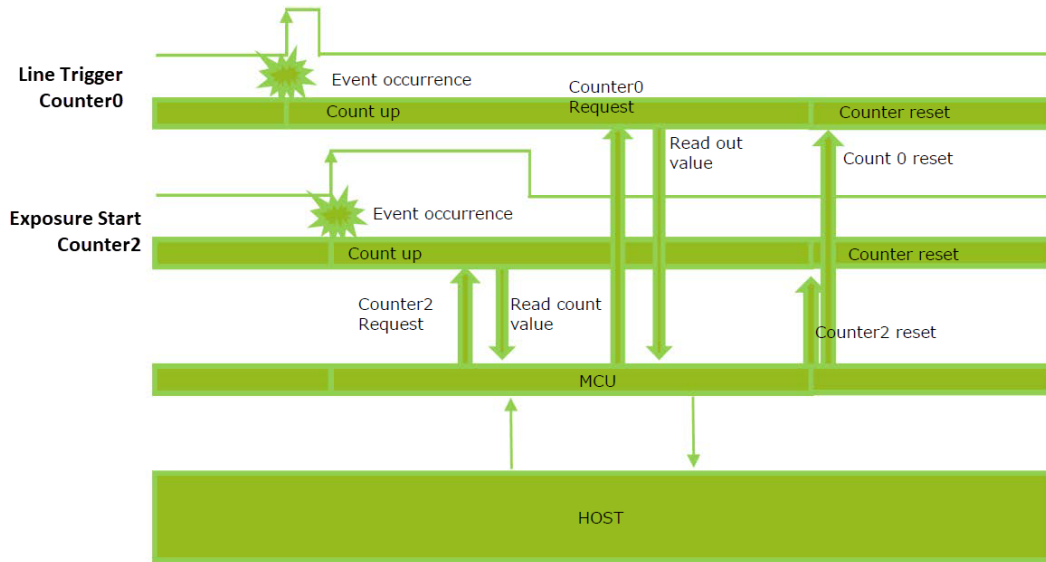 Line Trigger
Counter0
Event occurrence
Counter0
Request
Count up
Counter reset
Read out
value
Count 0 reset
Exposure Start
Counter2
Event occurrence
Count up
Counter reset
Counter2
Request
Read count
value
Counter2 reset
MCU
HOST